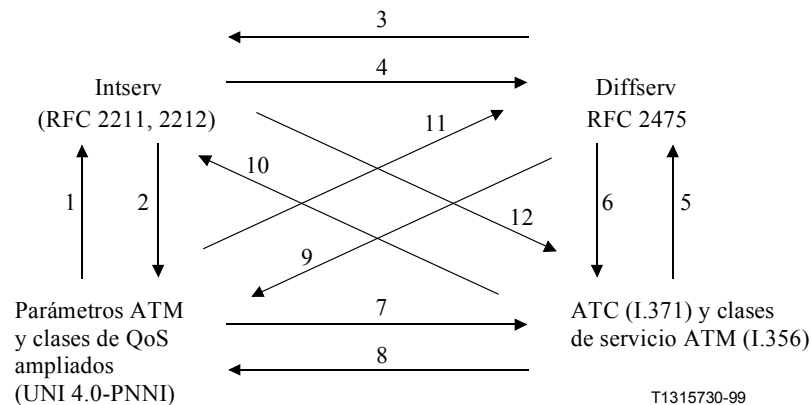 3
4
Intserv
(RFC 2211, 2212)
Diffserv
RFC 2475
11
10
1
2
12
6
5
9
Parámetros ATM
y clases de QoS
ampliados
(UNI 4.0-PNNI)
7
8
ATC (I.371) y clases
de servicio ATM (I.356)
T1315730-99